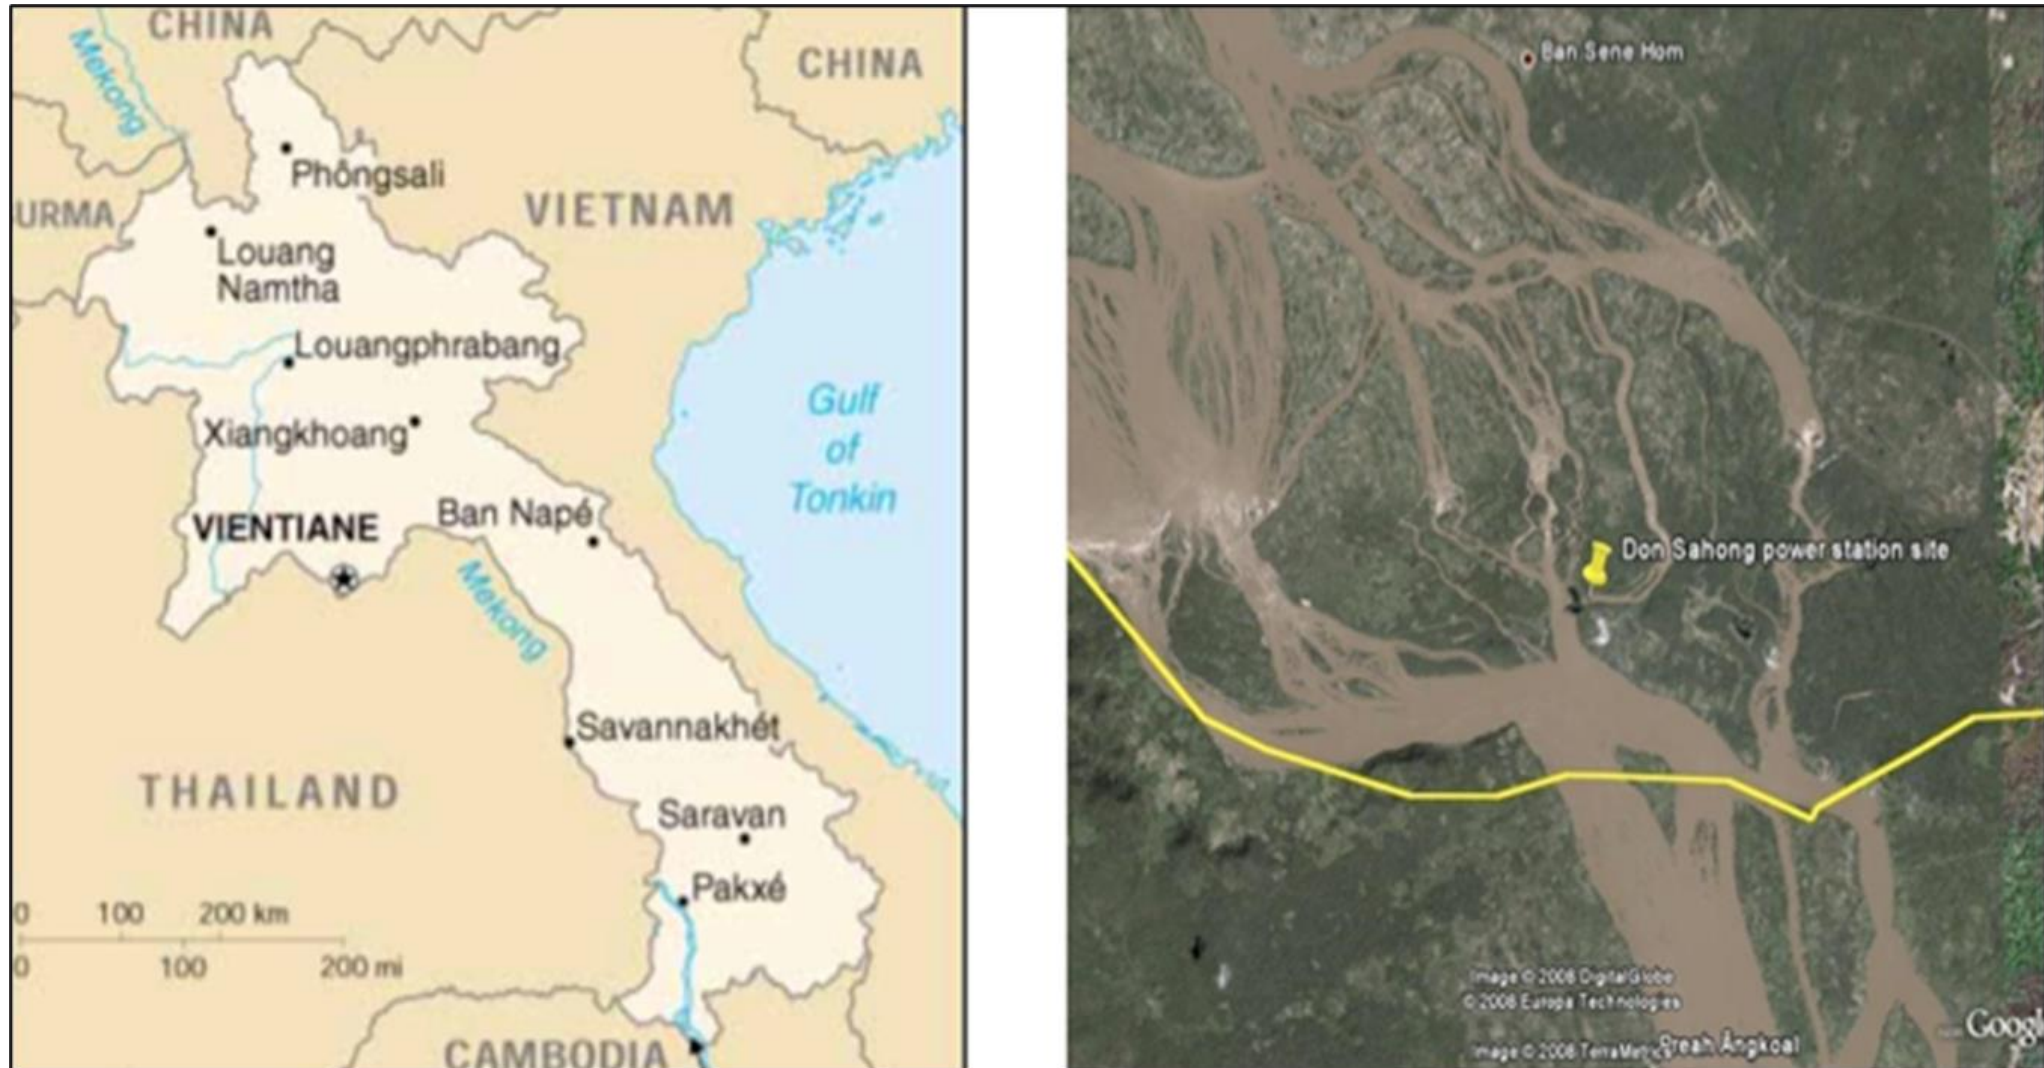 CHINA
Mekong
CHINA
Phôngsali
URMA
VIETNAM
Louang
Namtha
Louangphrabang
Gulf
of
Tonkin
Xiangkhoang
VIENTIANE
Ban Napé
Mekong
Savannakhét
THAILAND
Saravan
Pakxé
0 100 200 km
0 100 200 mi
CAMBODIA
Ban Sene Hom
Don Sahong power station site
Image © 2008 DigitalGlobe
© 2008 Europa Technologies
Image © 2008 TerraMetrics
Preah Ângkoal
Googl